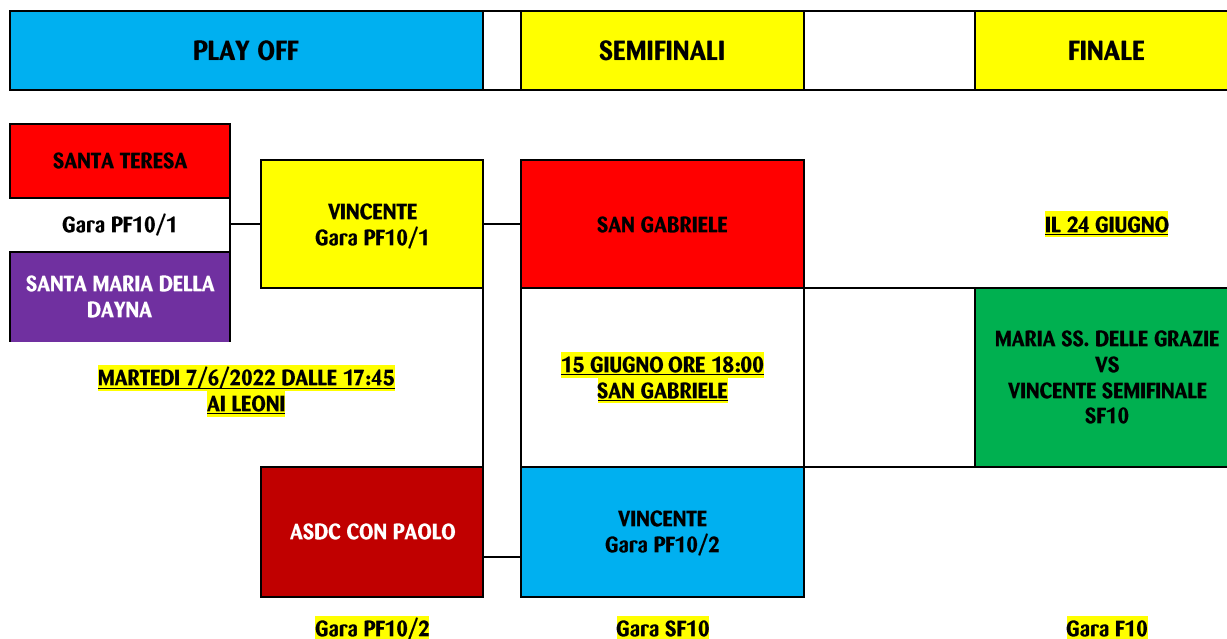 PLAY OFF
SEMIFINALI
FINALE
SANTA TERESA
Gara PF10/1
SANTA MARIA DELLA
DAYNA
VINCENTE
Gara PF10/1
SAN GABRIELE
IL 24 GIUGNO
MARTEDI 7/6/2022 DALLE 17:45
AI LEONI
15 GIUGNO ORE 18:00
SAN GABRIELE
MARIA SS. DELLE GRAZIE
VS
VINCENTE SEMIFINALE
SF10
ASDC CON PAOLO
VINCENTE
Gara PF10/2
Gara PF10/2
Gara SF10
Gara F10